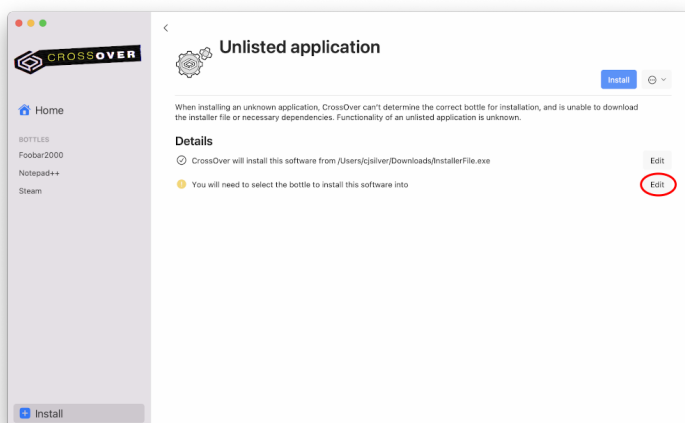 CROSSOVER
Home
BOTTLES
Foobar2000
Notepad++
Steam
Install
Unlisted application
Install
When installing an unknown application, CrossOver can't determine the correct bottle for installation, and is unable to download
the installer file or necessary dependencies. Functionality of an unlisted application is unknown.
Details
CrossOver will install this software from /Users/cjsilver/Downloads/InstallerFile.exe
Edit
You will need to select the bottle to install this software into
Edit